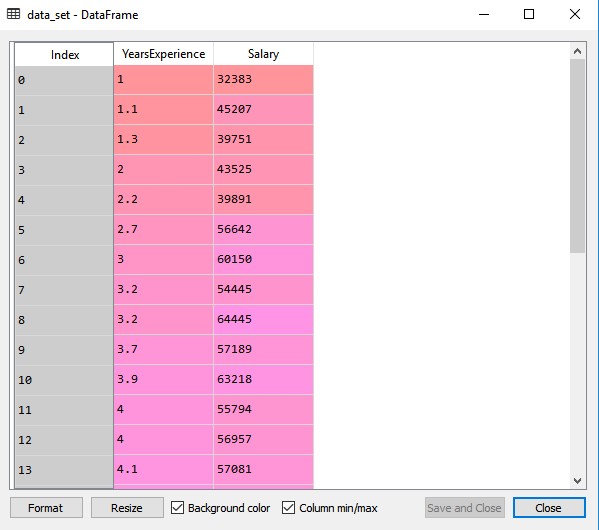 data_set - DataFrame
Index YearsExperience Salary
0 1 32383
1 1.1 45207
2 1.3 39751
3 2 43525
4 2.2 39891
5 2.7 56642
6 3 60150
7 3.2 54445
8 3.2 64445
9 3.7 57189
10 3.9 63218
11 4 55794
12 4 56957
13 4.1 57081
Format Resize Background color Column min/max Save and Close Close